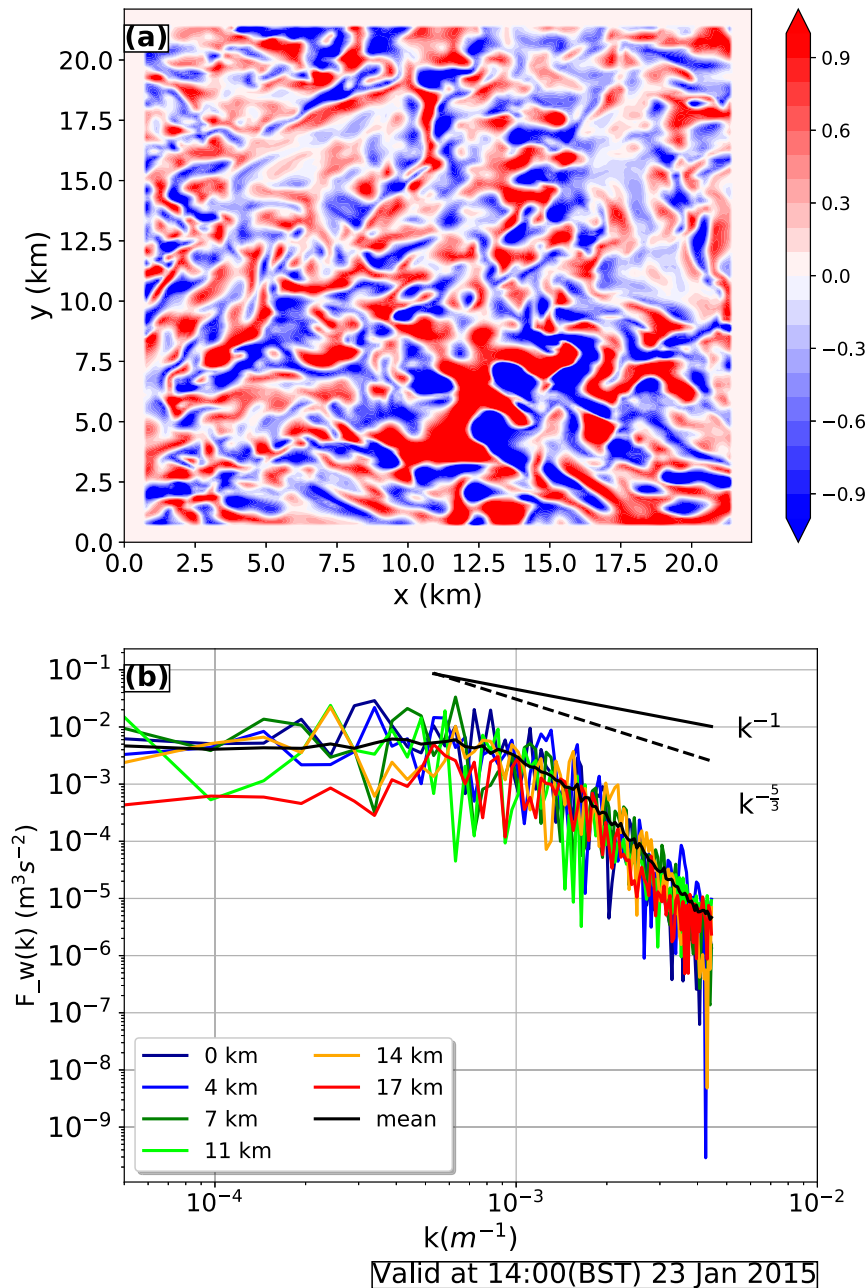 (a)
20.0
17.5
15.0
12.5
10.0
7.5
5.0
2.5
0.0
y (km)
0.0 2.5 5.0 7.5 10.0 12.5 15.0 17.5 20.0
x (km)
0.9
0.6
0.3
0.0
−0.3
−0.6
−0.9
(b)
10⁻¹
10⁻²
10⁻³
10⁻⁴
10⁻⁵
10⁻⁶
10⁻⁷
10⁻⁸
10⁻⁹
F_w(k) (m³s⁻²)
k⁻¹
k^{-5/3}
0 km
4 km
7 km
11 km
14 km
17 km
mean
10⁻⁴ 10⁻³ 10⁻²
k(m⁻¹)
Valid at 14:00(BST) 23 Jan 2015